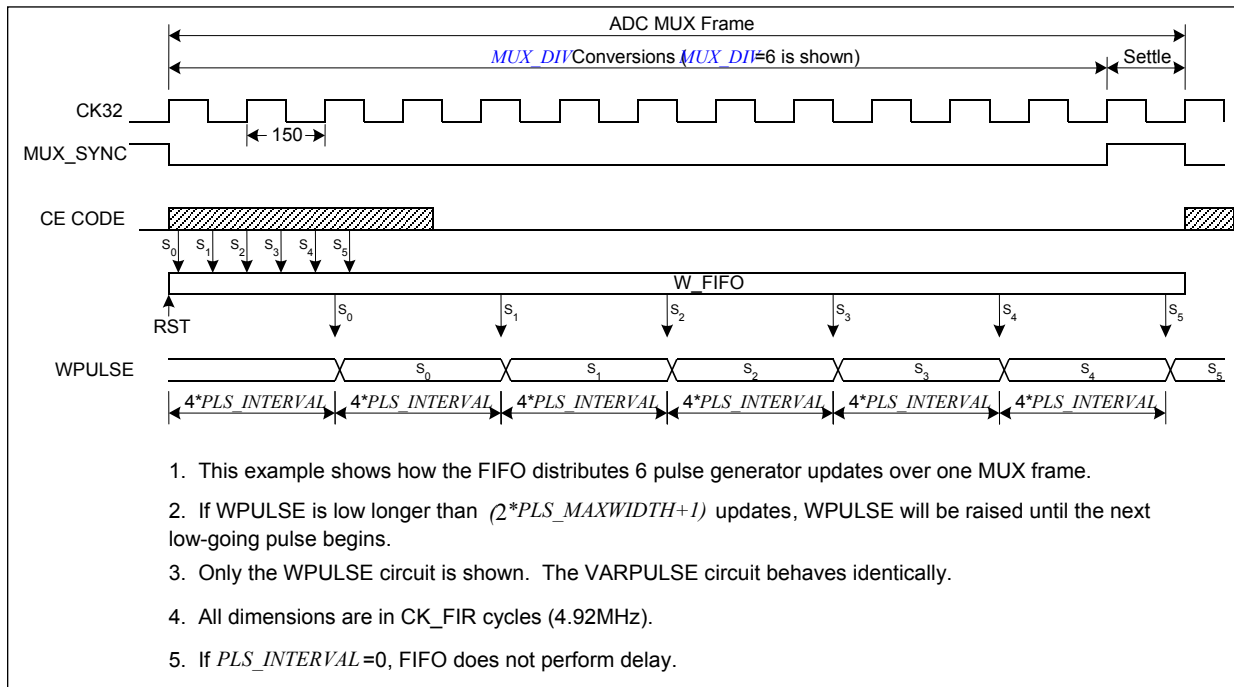 ADC MUX Frame
MUX_DIV Conversions (MUX_DIV=6 is shown) Settle
CK32
150
MUX_SYNC
CE CODE
S0 S1 S2 S3 S4 S5
W_FIFO
RST
S0 S1 S2 S3 S4 S5
WPULSE
S0 S1 S2 S3 S4 S5
4*PLS_INTERVAL 4*PLS_INTERVAL 4*PLS_INTERVAL 4*PLS_INTERVAL 4*PLS_INTERVAL 4*PLS_INTERVAL
1. This example shows how the FIFO distributes 6 pulse generator updates over one MUX frame.
2. If WPULSE is low longer than (2*PLS_MAXWIDTH+1) updates, WPULSE will be raised until the next
low-going pulse begins.
3. Only the WPULSE circuit is shown. The VARPULSE circuit behaves identically.
4. All dimensions are in CK_FIR cycles (4.92MHz).
5. If PLS_INTERVAL=0, FIFO does not perform delay.